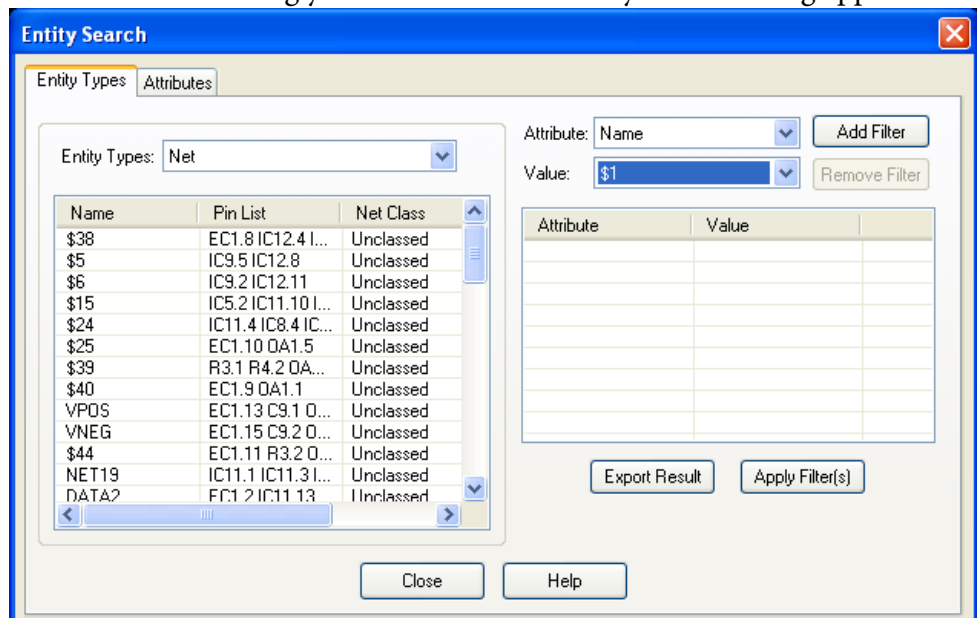 Entity Search
Entity Types Attributes
Entity Types: Net
Name Pin List Net Class
$38 EC1.8 IC12.4 I... Unclassed
$5 IC9.5 IC12.8 Unclassed
$6 IC9.2 IC12.11 Unclassed
$15 IC5.2 IC11.10 I... Unclassed
$24 IC11.4 IC8.4 IC... Unclassed
$25 EC1.10 OA1.5 Unclassed
$39 R3.1 R4.2 OA... Unclassed
$40 EC1.9 OA1.1 Unclassed
VPOS EC1.13 C9.1 O... Unclassed
VNEG EC1.15 C9.2 O... Unclassed
$44 EC1.11 R3.2 O... Unclassed
NET19 IC11.1 IC11.3 I... Unclassed
DATA2 EC1.2 IC11.13 Unclassed
Attribute: Name Add Filter
Value: $1 Remove Filter
Attribute Value
Export Result Apply Filter(s)
Close Help